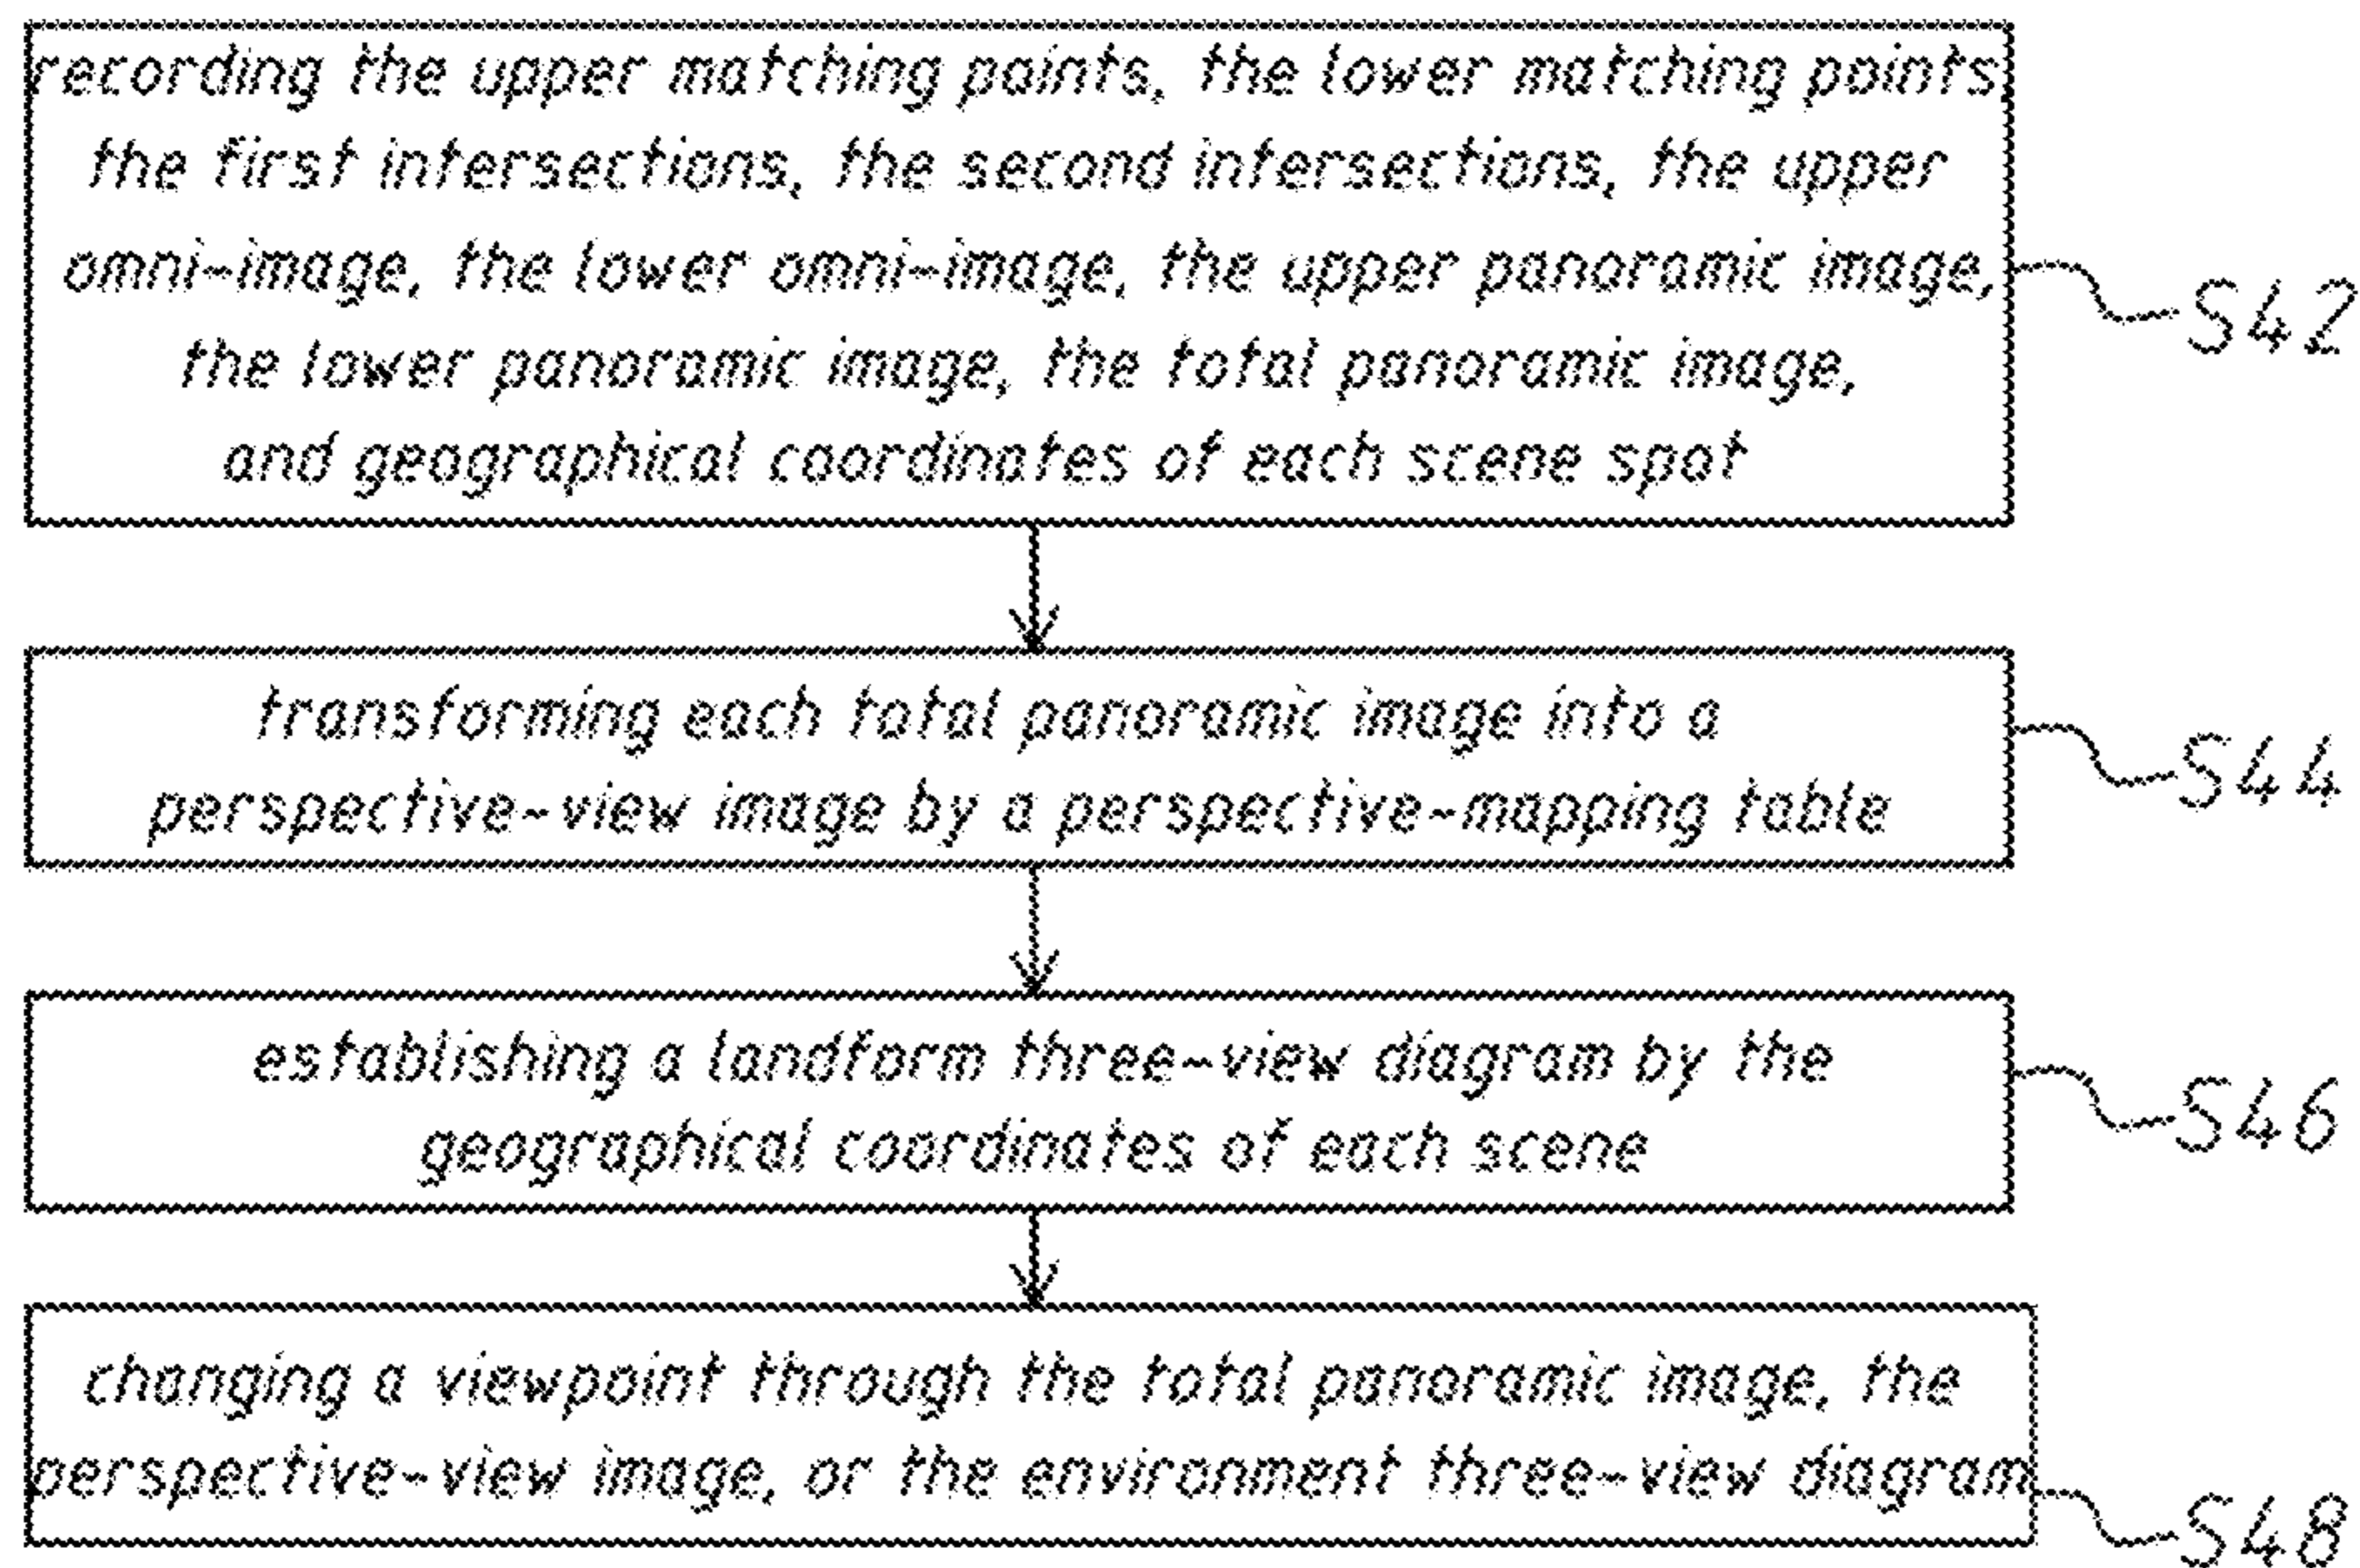 recording the upper matching points, the lower matching points,
the first intersections, the second intersections, the upper
omni-image, the lower omni-image, the upper panoramic image,
the lower panoramic image, the total panoramic image,
and geographical coordinates of each scene spot
S42
transforming each total panoramic image into a
perspective-view image by a perspective-mapping table
S44
establishing a landform three-view diagram by the
geographical coordinates of each scene
S46
changing a viewpoint through the total panoramic image, the
perspective-view image, or the environment three-view diagram
S48